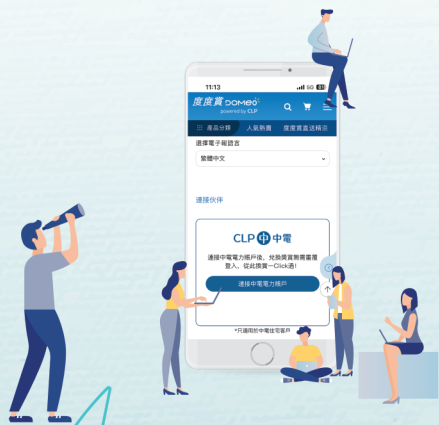 11:13 5G
度度賞 DOMEO
powered by CLP
產品分類 人氣熱賣 度度賞直送精選
選擇電子報語言
繁體中文
連接伙伴
CLP 中 中電
連接中電電力賬戶後，兌換獎賞無需重覆
登入，從此換賞一Click通!
連接中電電力賬戶
*只適用於中電住宅客戶